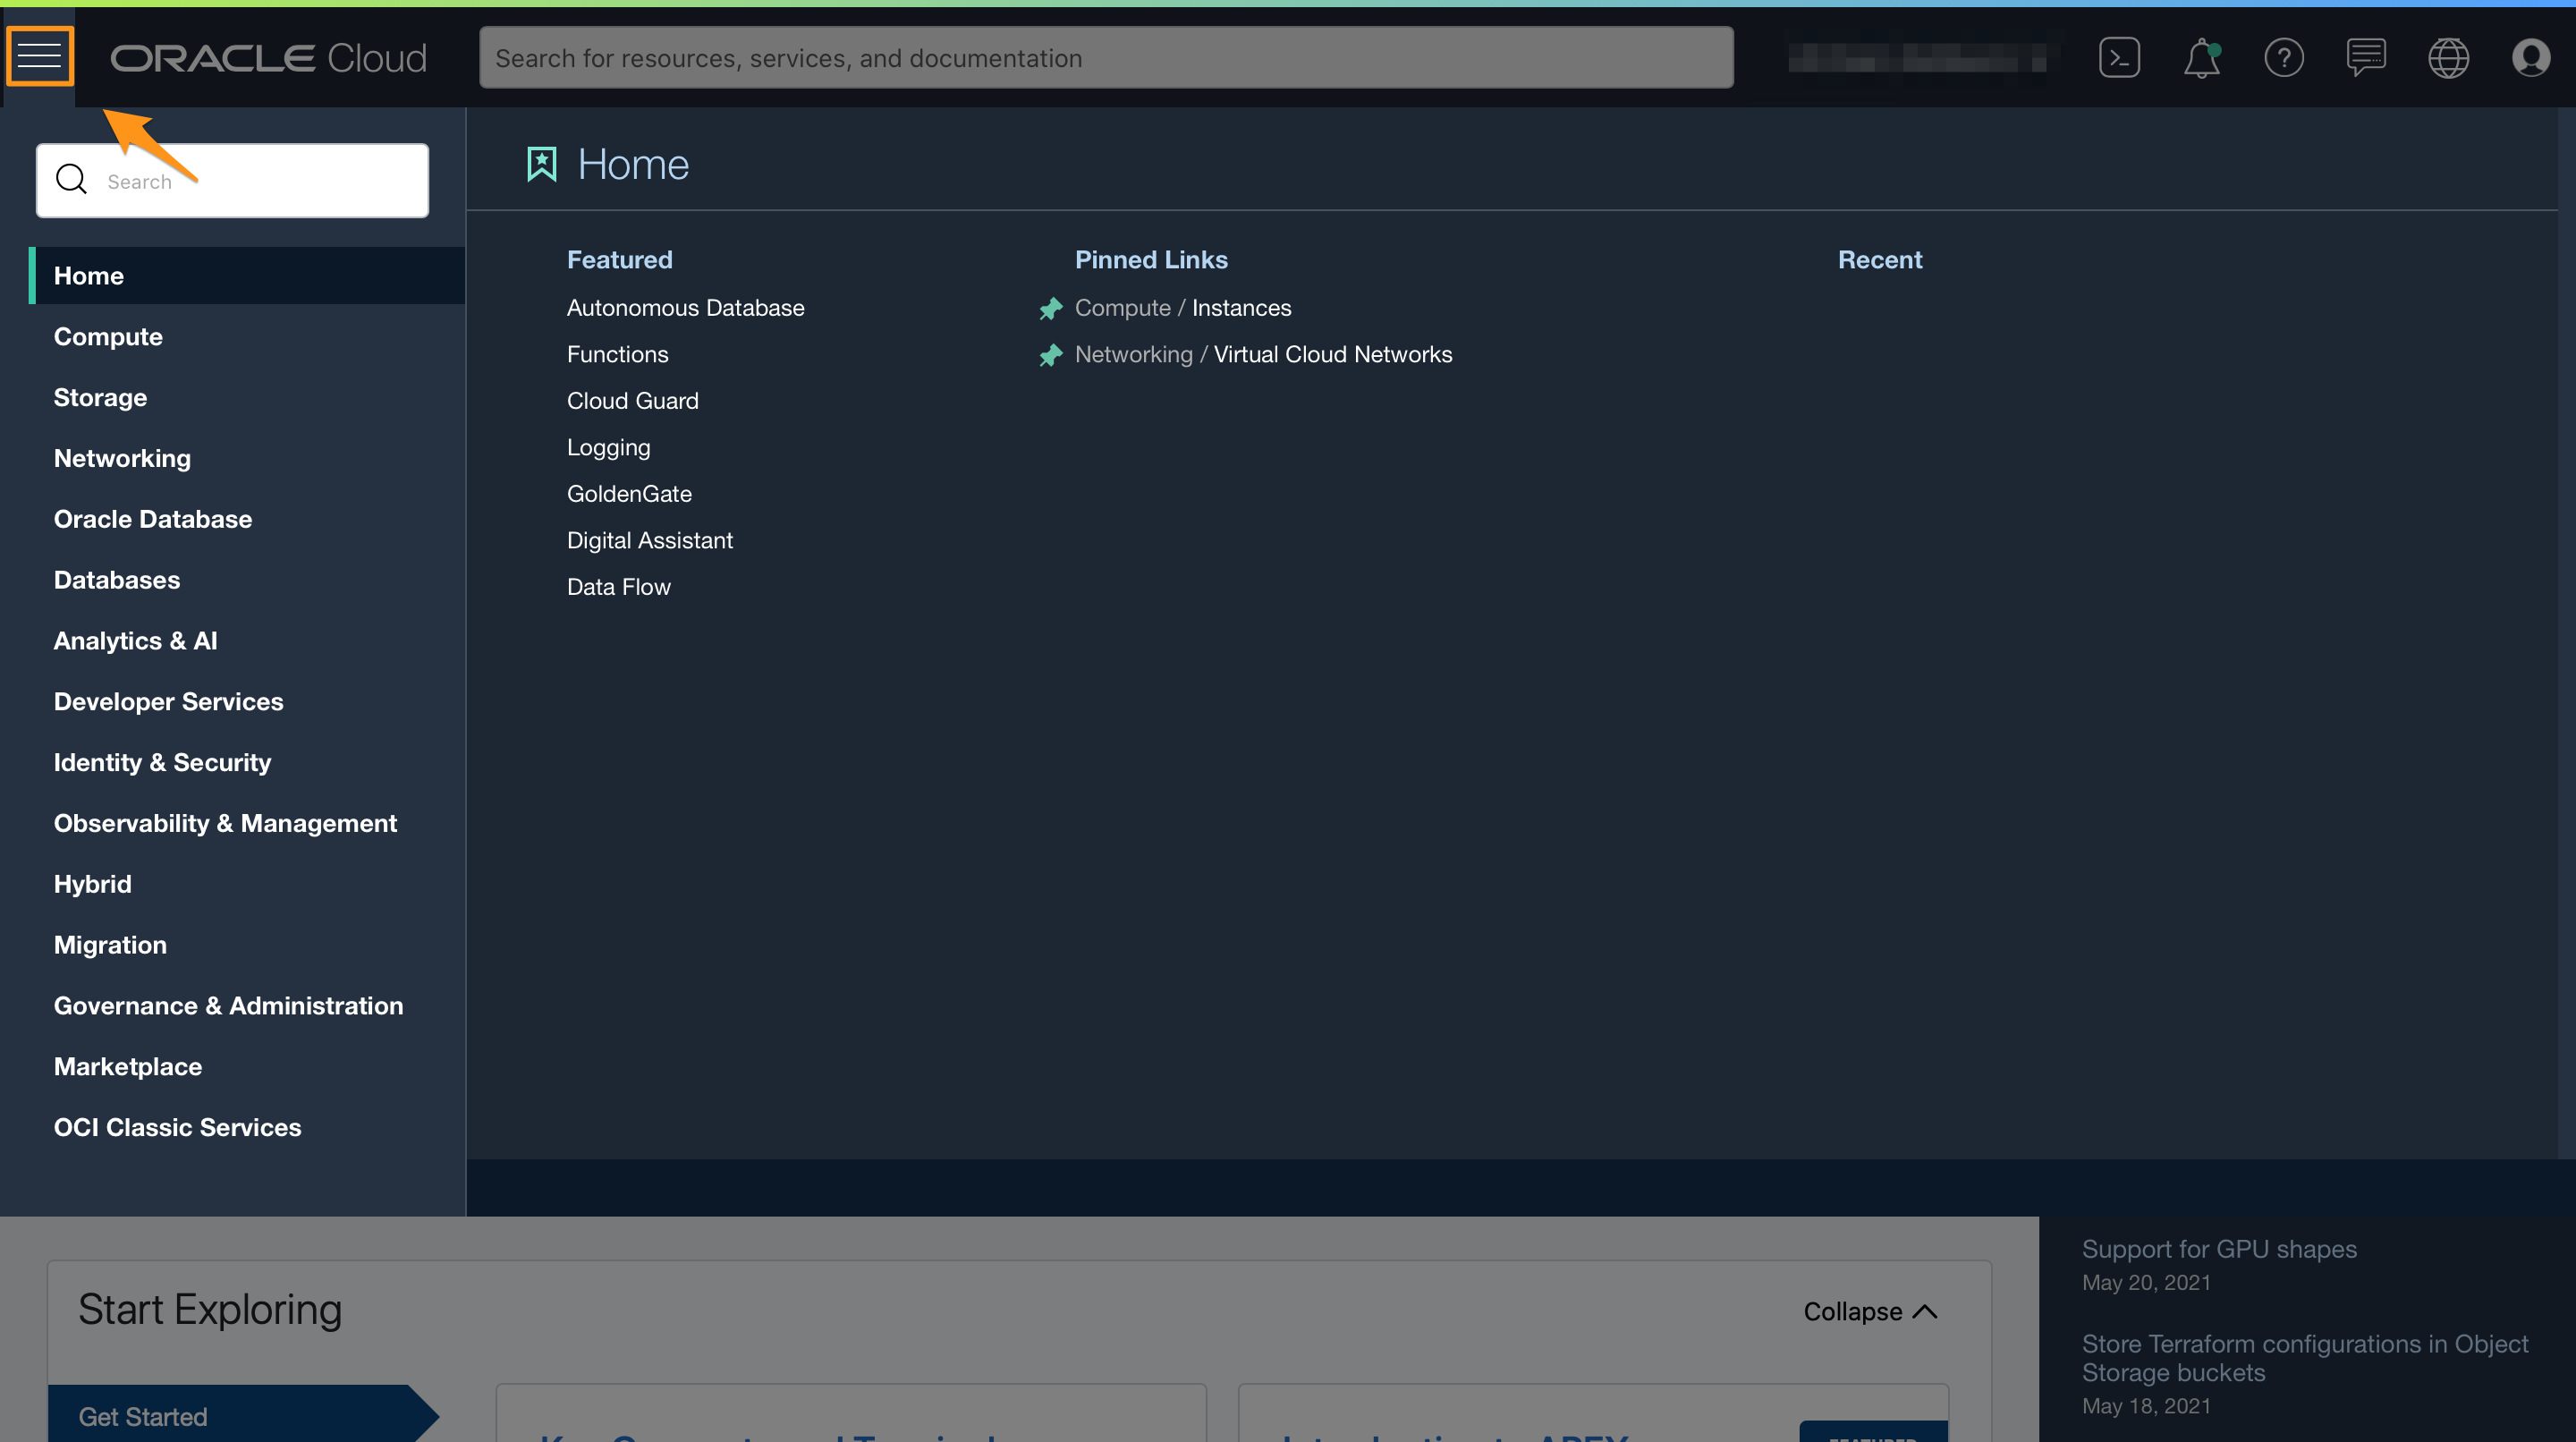 ORACLE Cloud
Search for resources, services, and documentation
Search
Home
Compute
Storage
Networking
Oracle Database
Databases
Analytics & AI
Developer Services
Identity & Security
Observability & Management
Hybrid
Migration
Governance & Administration
Marketplace
OCI Classic Services
Home
Featured
Autonomous Database
Functions
Cloud Guard
Logging
GoldenGate
Digital Assistant
Data Flow
Pinned Links
Compute / Instances
Networking / Virtual Cloud Networks
Recent
Start Exploring
Collapse
Get Started
Introduction to APEX
FEATURED
Support for GPU shapes
May 20, 2021
Store Terraform configurations in Object
Storage buckets
May 18, 2021